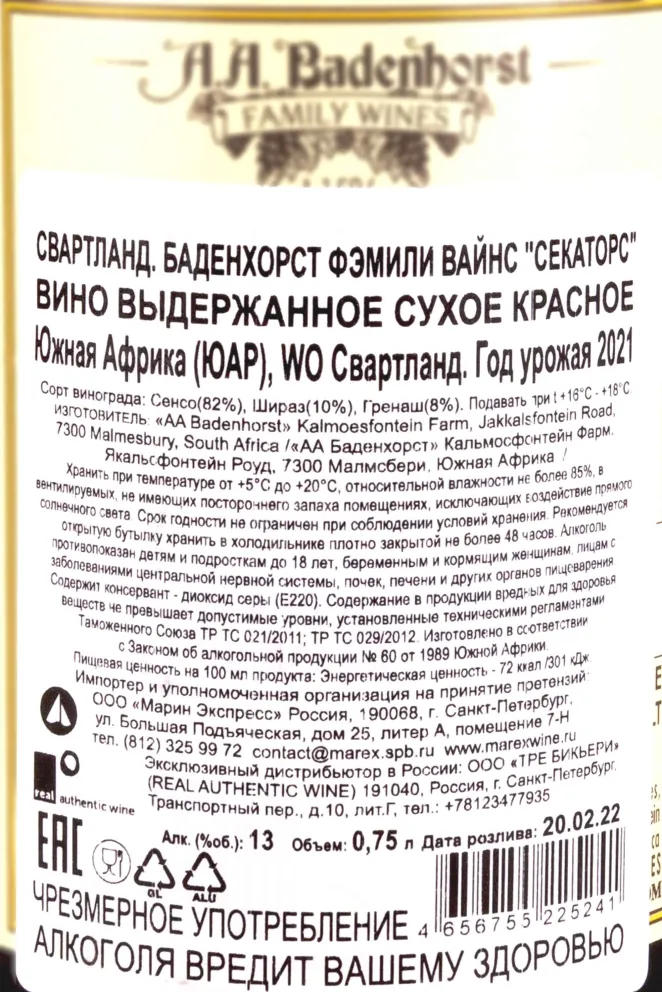 A.A. Badenhorst
FAMILY WINES
СВАРТЛАНД. БАДЕНХОРСТ ФЭМИЛИ ВАЙНС "СЕКАТОРС"
ВИНО ВЫДЕРЖАННОЕ СУХОЕ КРАСНОЕ
Южная Африка (ЮАР), WO Свартланд. Год урожая 2021
Сорт винограда: Сенсо(82%), Шираз(10%), Гренаш(8%). Подавать при t +16°C - +18°C
ИЗГОТОВИТЕЛЬ: «AA Badenhorst» Kalmoesfontein Farm, Jakkalsfontein Road,
7300 Malmesbury, South Africa /«АА Баденхорст» Кальмосфонтейн Фарм,
Якальсфонтейн Роуд, 7300 Малмсбери, Южная Африка /
Хранить при температуре от +5°C до +20°C, относительной влажности не более 85%, в
вентилируемых, не имеющих постороннего запаха помещениях, исключающих воздействие прямого
солнечного света. Срок годности не ограничен при соблюдении условий хранения. Рекомендуется
открытую бутылку хранить в холодильнике плотно закрытой не более 48 часов. Алкоголь
противопоказан детям и подросткам до 18 лет, беременным и кормящим женщинам, лицам с
заболеваниями центральной нервной системы, почек, печени и других органов пищеварения
Содержит консервант - диоксид серы (E220). Содержание в продукции вредных для здоровья
веществ не превышает допустимые уровни, установленные техническими регламентами
Таможенного Союза ТР ТС 021/2011; ТР ТС 029/2012. Изготовлено в соответствии
с Законом об алкогольной продукции № 60 от 1989 Южной Африки.
Пищевая ценность на 100 мл продукта: Энергетическая ценность - 72 ккал /301 кДж
Импортер и уполномоченная организация на принятие претензий:
ООО «Марин Экспресс» Россия, 190068, г. Санкт-Петербург,
ул. Большая Подъяческая, дом 25, литер А, помещение 7-Н
тел. (812) 325 99 72 contact@marex.spb.ru www.marexwine.ru
Эксклюзивный дистрибьютор в России: ООО «ТРЕ БИКЬЕРИ»
(REAL AUTHENTIC WINE) 191040, Россия, г. Санкт-Петербург,
Транспортный пер., д.10, лит.Г, тел.: +78123477935
real authentic wine
EAC
Алк. (%об.): 13 Объем: 0,75 л Дата розлива: 20.02.22
GL ALU
4 656755 225241
ЧРЕЗМЕРНОЕ УПОТРЕБЛЕНИЕ
АЛКОГОЛЯ ВРЕДИТ ВАШЕМУ ЗДОРОВЬЮ